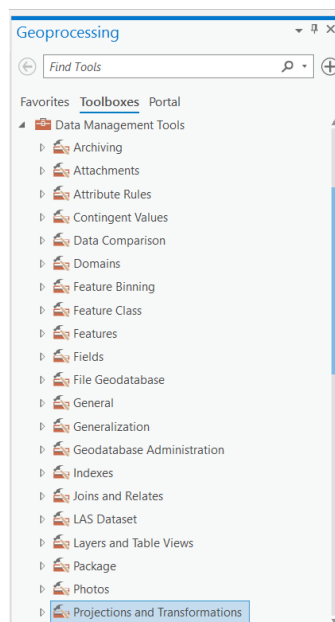 Geoprocessing
Find Tools
Favorites Toolboxes Portal
Data Management Tools
Archiving
Attachments
Attribute Rules
Contingent Values
Data Comparison
Domains
Feature Binning
Feature Class
Features
Fields
File Geodatabase
General
Generalization
Geodatabase Administration
Indexes
Joins and Relates
LAS Dataset
Layers and Table Views
Package
Photos
Projections and Transformations